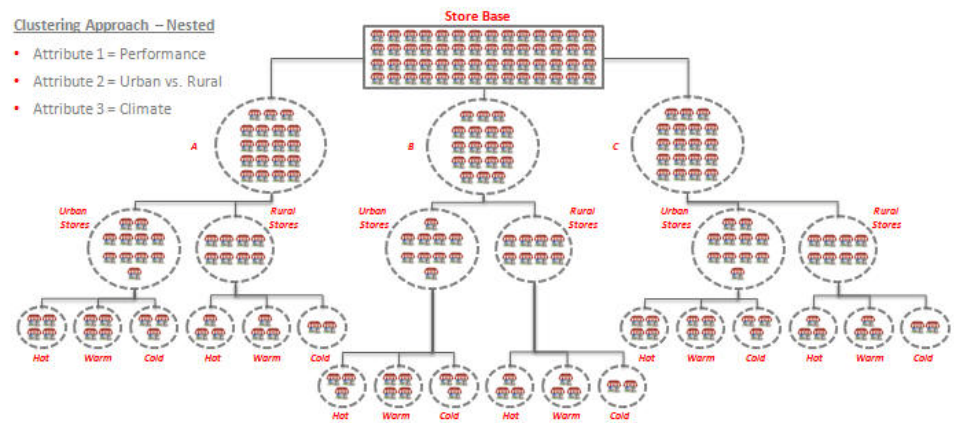 Store Base
Clustering Approach – Nested
• Attribute 1 = Performance
• Attribute 2 = Urban vs. Rural
• Attribute 3 = Climate
A
B
C
Urban
Stores
Rural
Stores
Urban
Stores
Rural
Stores
Urban
Stores
Rural
Stores
Hot
Warm
Cold
Hot
Warm
Cold
Hot
Warm
Cold
Hot
Warm
Cold
Hot
Warm
Cold
Hot
Warm
Cold